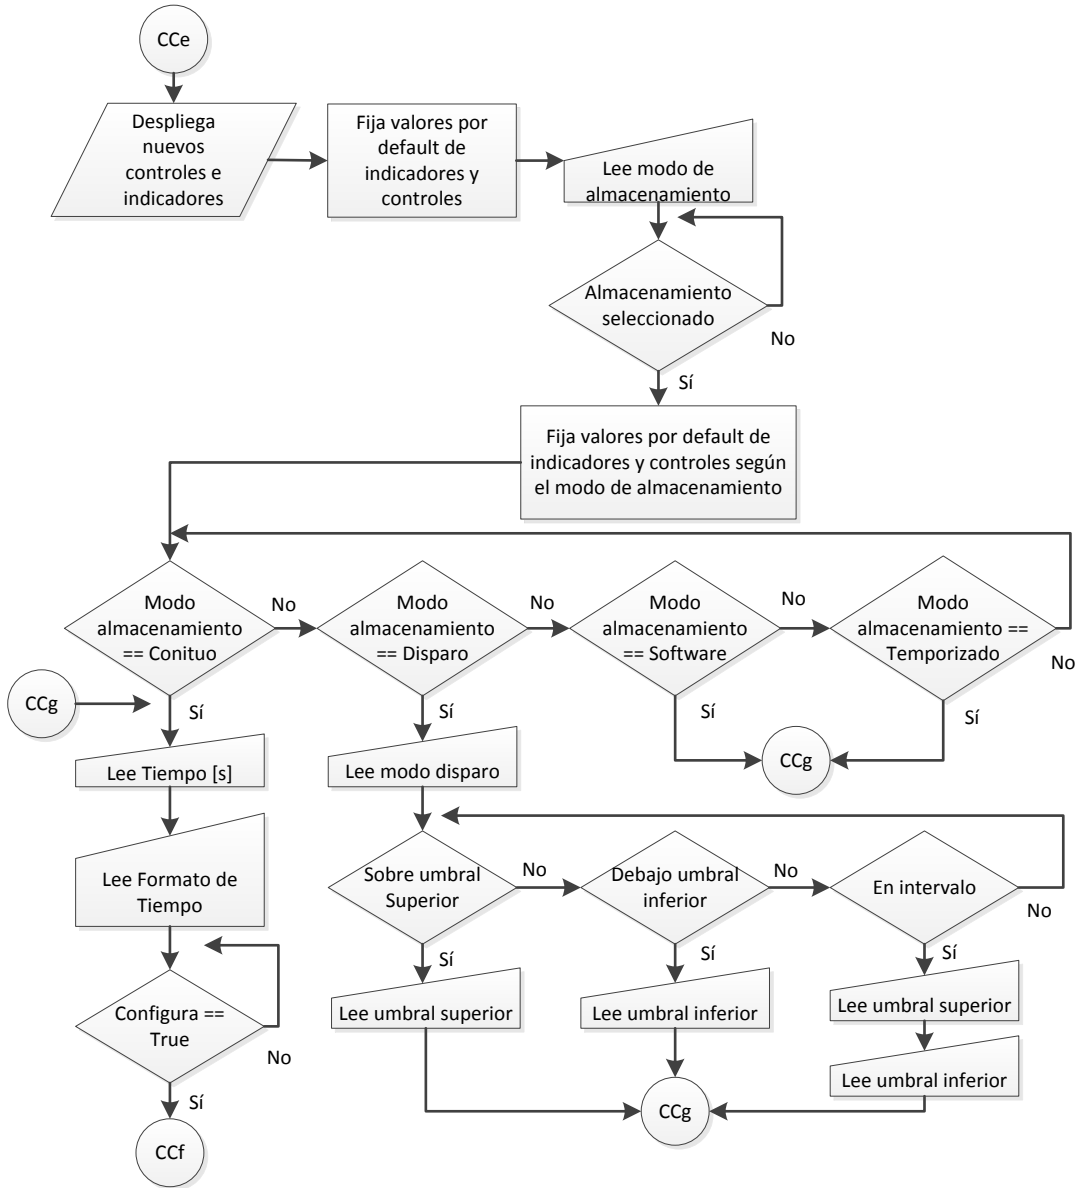 CCe
Despliega
nuevos
controles e
indicadores
Fija valores por
default de
indicadores y
controles
Lee modo de
almacenamiento
Almacenamiento
seleccionado
No
Sí
Fija valores por default de
indicadores y controles según
el modo de almacenamiento
Modo
almacenamiento
== Conituo
No
Modo
almacenamiento
== Disparo
No
Modo
almacenamiento
== Software
No
Modo
almacenamiento ==
Temporizado
No
CCg
Sí
Sí
Sí
Sí
CCg
Lee Tiempo [s]
Lee modo disparo
Lee Formato de
Tiempo
Sobre umbral
Superior
No
Debajo umbral
inferior
No
En intervalo
No
Sí
Sí
Sí
Lee umbral superior
Lee umbral inferior
Lee umbral superior
Lee umbral inferior
Configura ==
True
No
Sí
CCg
CCf